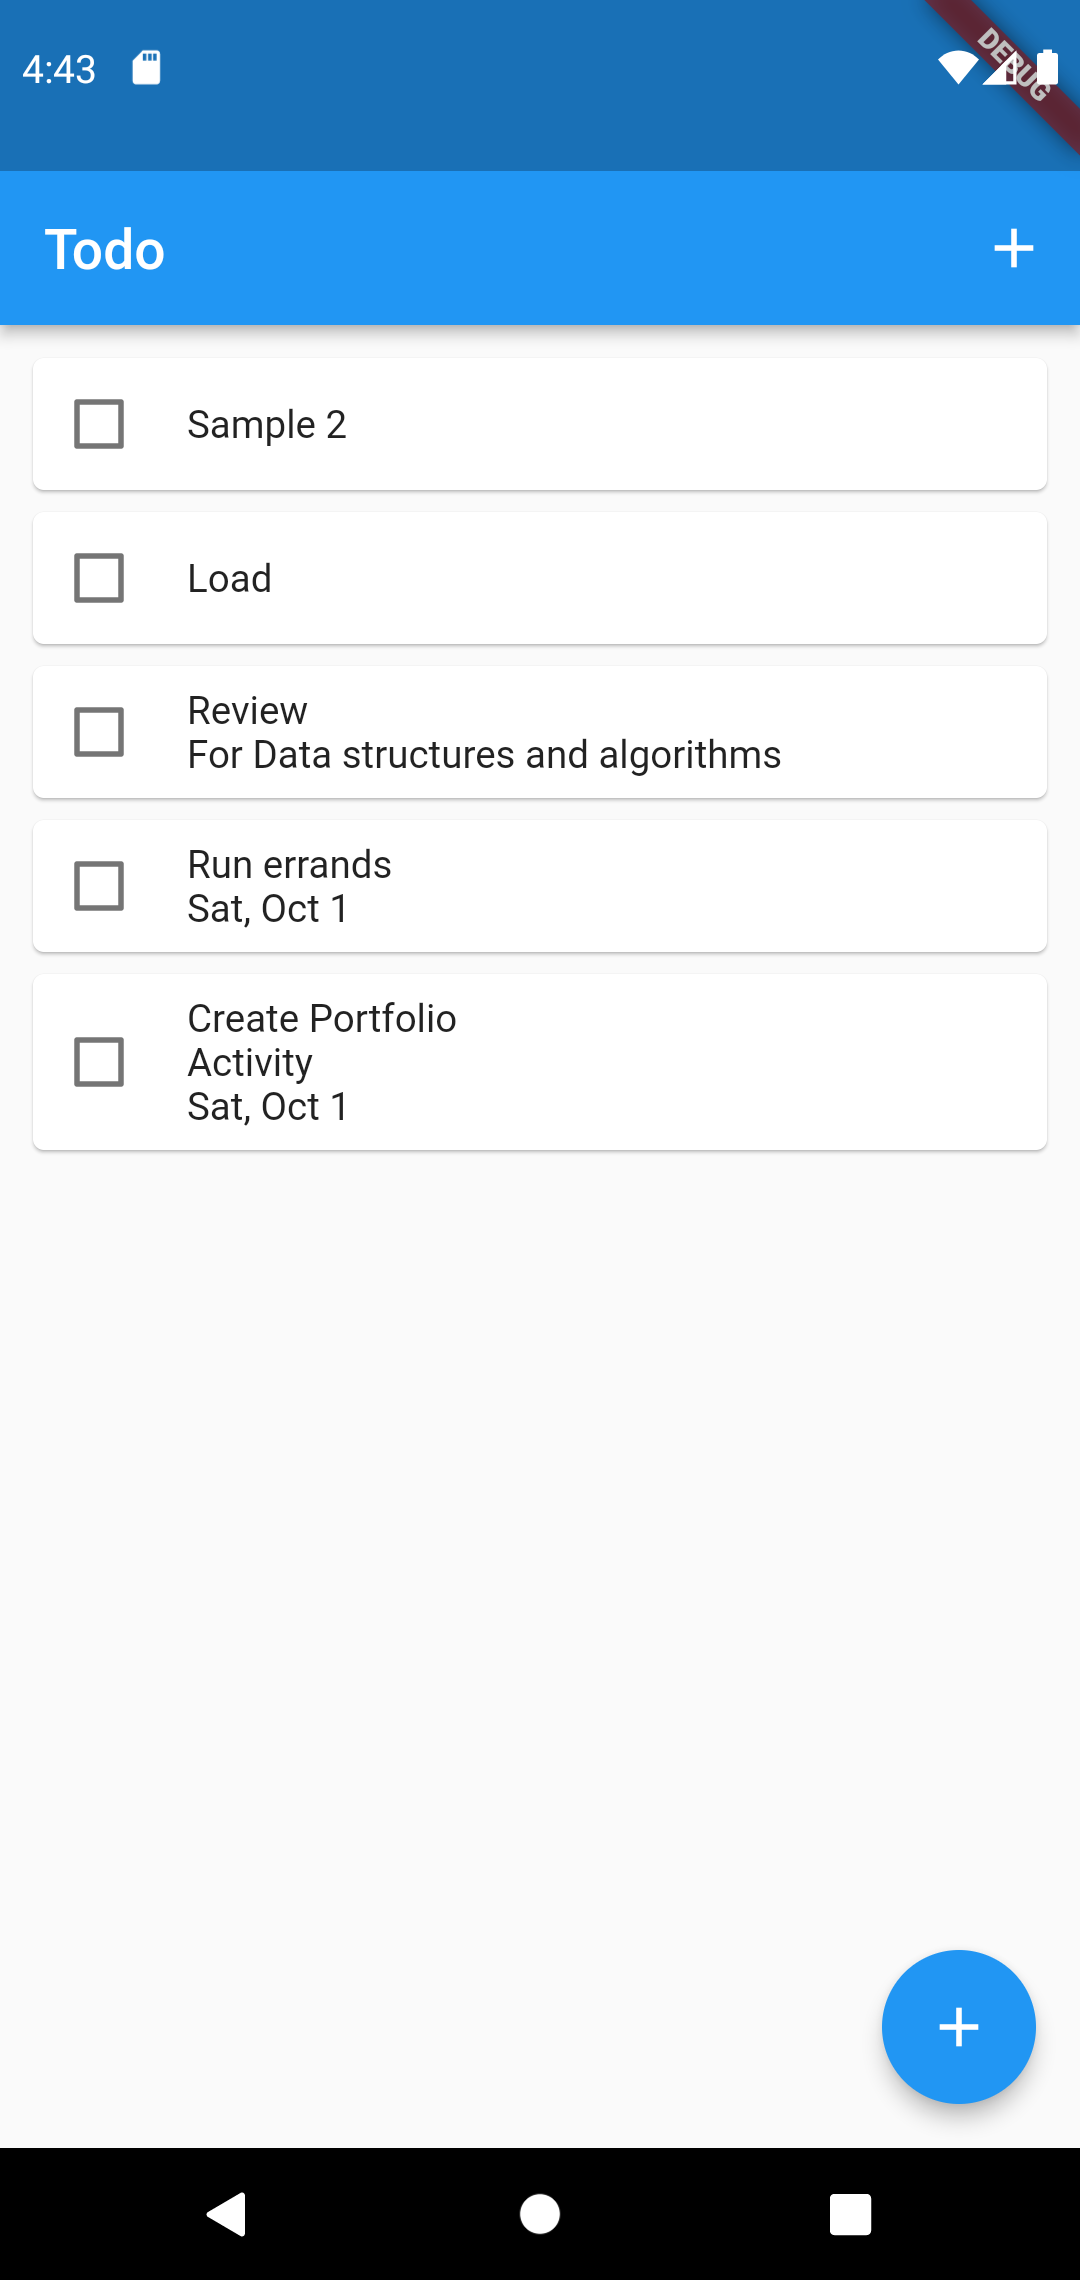 4:43
DEBUG
Todo
Sample 2
Load
Review
For Data structures and algorithms
Run errands
Sat, Oct 1
Create Portfolio
Activity
Sat, Oct 1